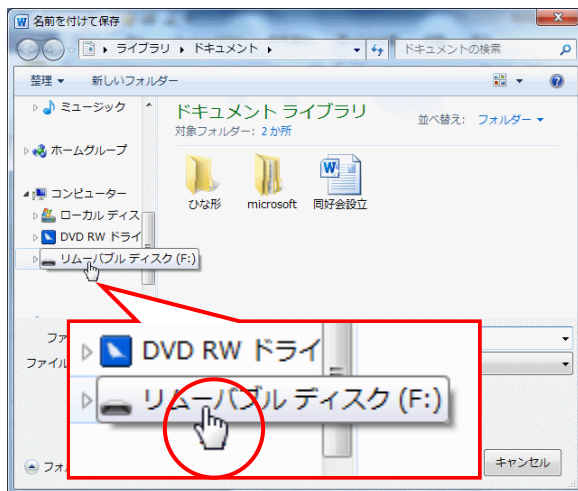 名前を付けて保存
ライブラリ ドキュメント ドキュメントの検索
整理 新しいフォルダー
ミュージック
ホームグループ
コンピューター
ローカル ディス
DVD RW ドライ
リムーバブル ディスク (F:)
ドキュメント ライブラリ
対象フォルダー: 2 か所
並べ替え: フォルダー
ひな形 microsoft 同好会設立
ファ
ファイル
DVD RW ドライ
リムーバブル ディスク (F:)
フォ
キャンセル